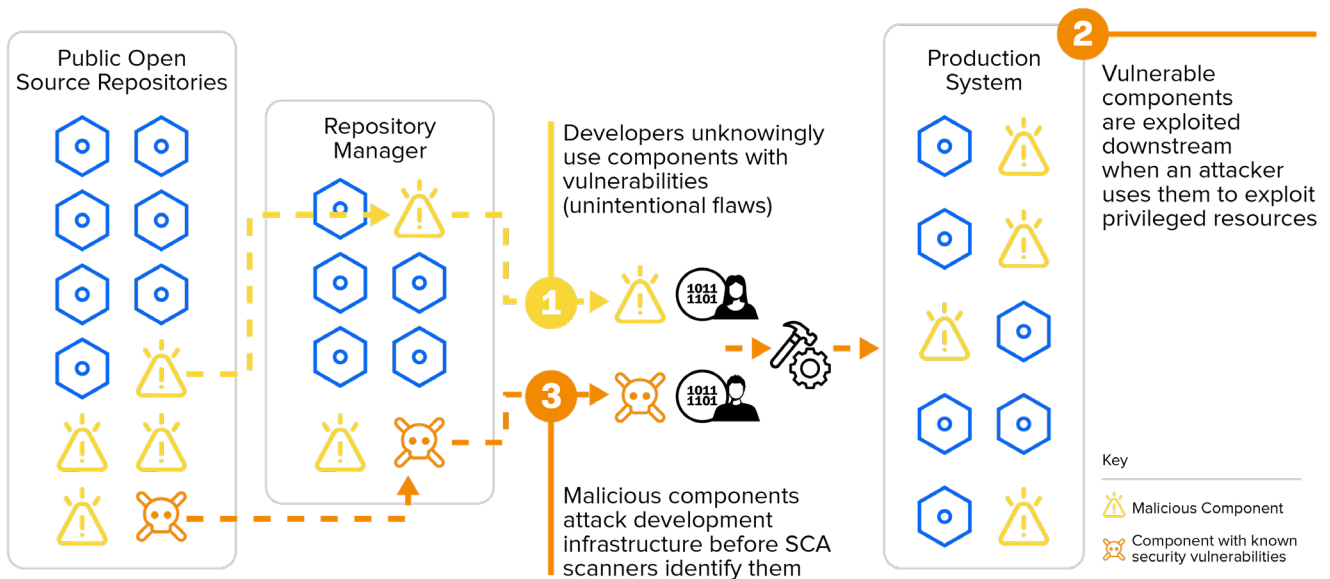 Public Open
Source Repositories
Repository
Manager
1
Developers unknowingly
use components with
vulnerabilities
(unintentional flaws)
1011
1101
3
1011
1101
Malicious components
attack development
infrastructure before SCA
scanners identify them
Production
System
2
Vulnerable
components
are exploited
downstream
when an attacker
uses them to exploit
privileged resources
Key
Malicious Component
Component with known
security vulnerabilities